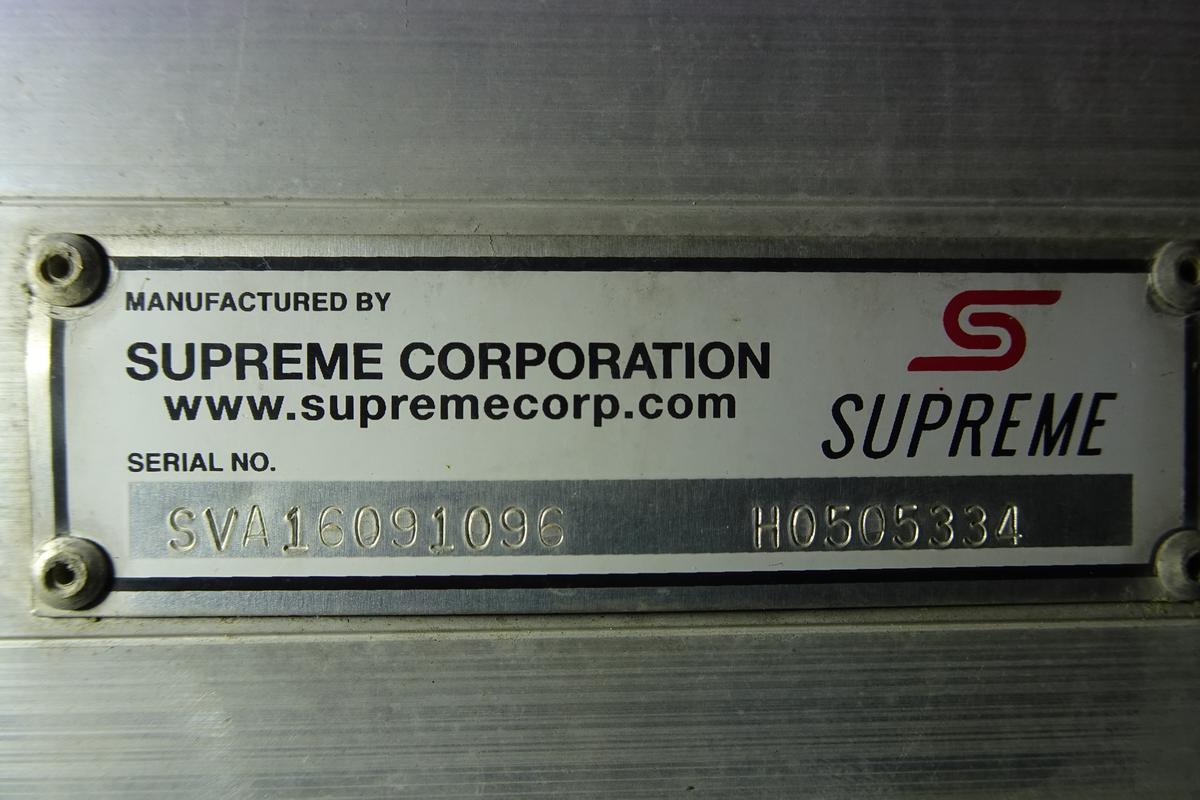 MANUFACTURED BY
SUPREME CORPORATION
www.supremecorp.com
SUPREME
SERIAL NO.
SVA16091096 H0505334